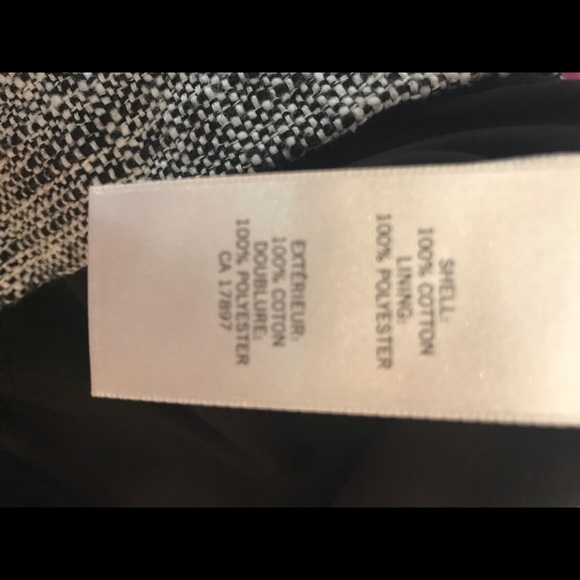 SHELL:
100% COTTON
LINING:
100% POLYESTER
EXTÉRIEUR:
100% COTON
DOUBLURE:
100% POLYESTER
CA 17897